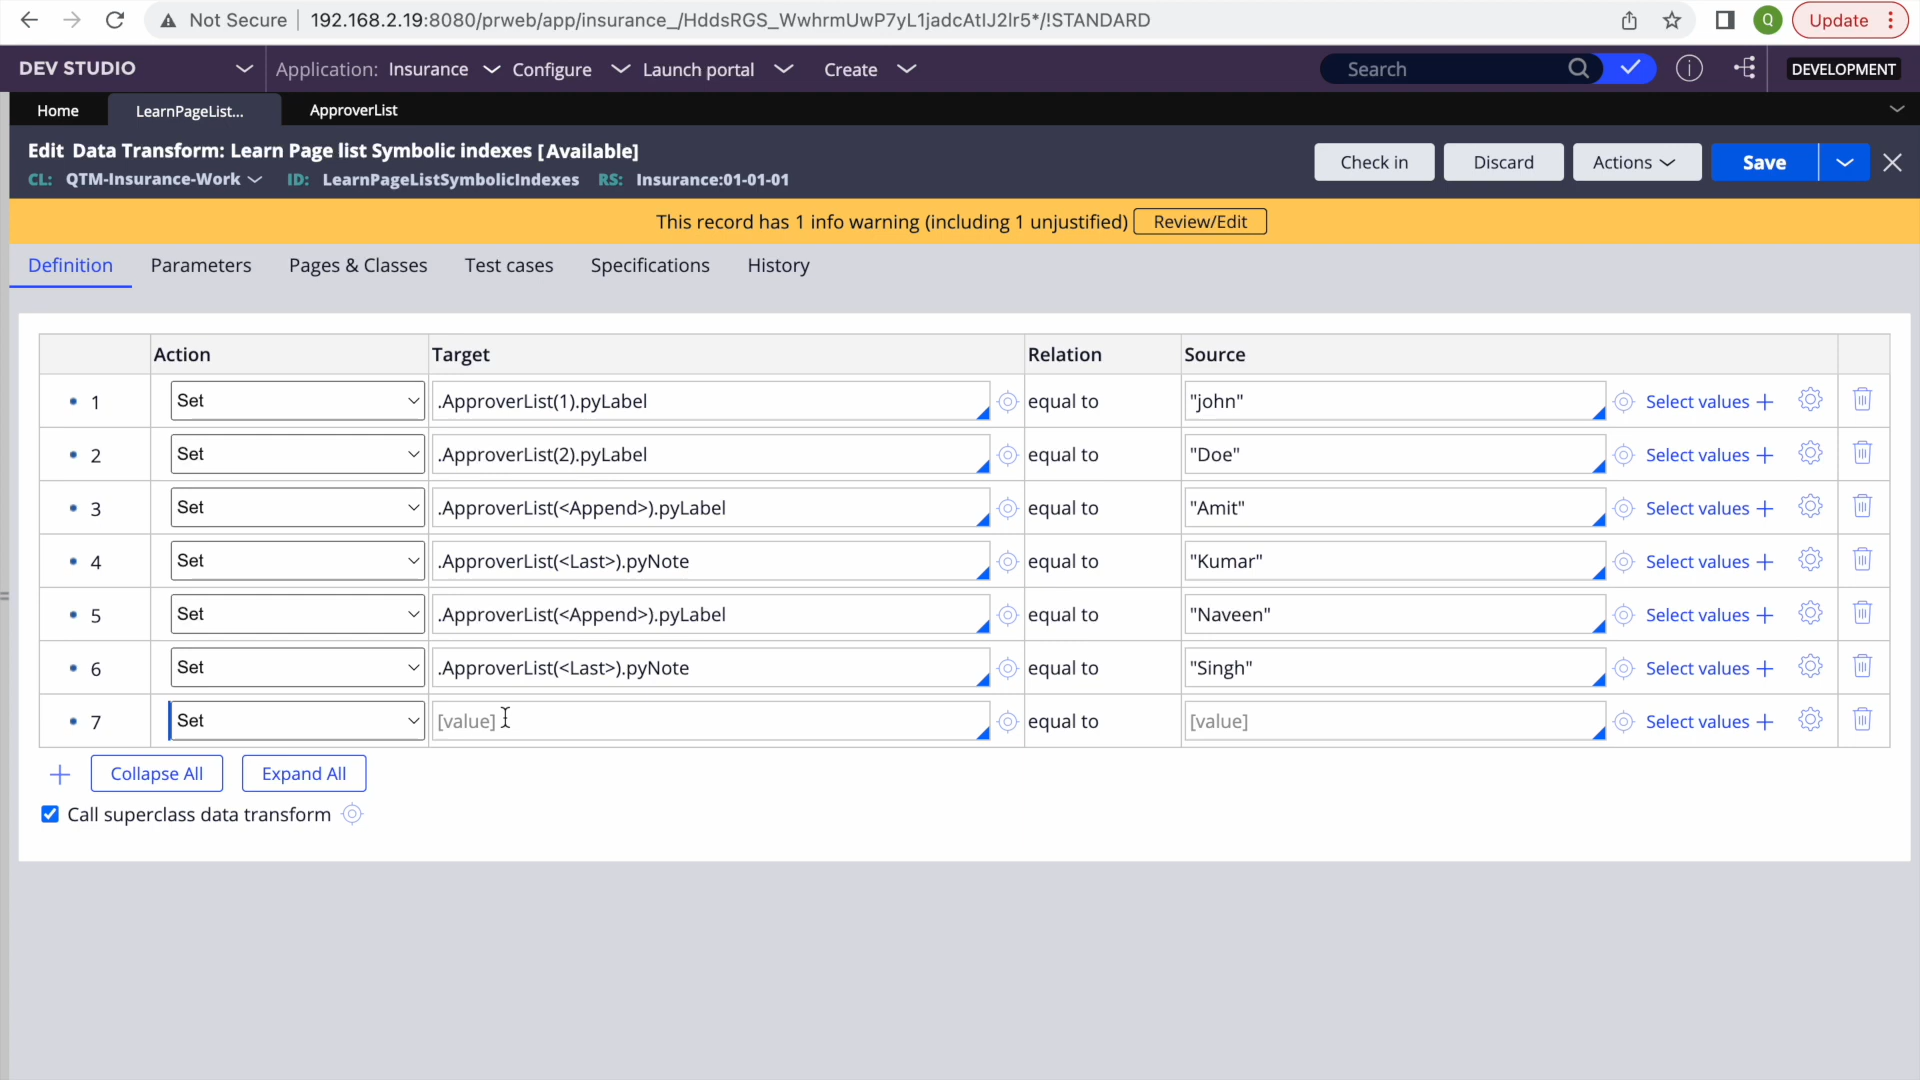 Not Secure 192.168.2.19:8080/prweb/app/insurance_/HddsRGS_WwhrmUwP7yL1jadcAtIJ2Ir5*/!STANDARD Q Update
DEV STUDIO Application: Insurance Configure Launch portal Create Search DEVELOPMENT
Home LearnPageList... ApproverList
Edit Data Transform: Learn Page list Symbolic indexes [Available] Check in Discard Actions Save
CL: QTM-Insurance-Work ID: LearnPageListSymbolicIndexes RS: Insurance:01-01-01
This record has 1 info warning (including 1 unjustified) Review/Edit
Definition Parameters Pages & Classes Test cases Specifications History
Action Target Relation Source
1 Set .ApproverList(1).pyLabel equal to "john" Select values
2 Set .ApproverList(2).pyLabel equal to "Doe" Select values
3 Set .ApproverList(<Append>).pyLabel equal to "Amit" Select values
4 Set .ApproverList(<Last>).pyNote equal to "Kumar" Select values
5 Set .ApproverList(<Append>).pyLabel equal to "Naveen" Select values
6 Set .ApproverList(<Last>).pyNote equal to "Singh" Select values
7 Set [value] equal to [value] Select values
Collapse All Expand All
Call superclass data transform